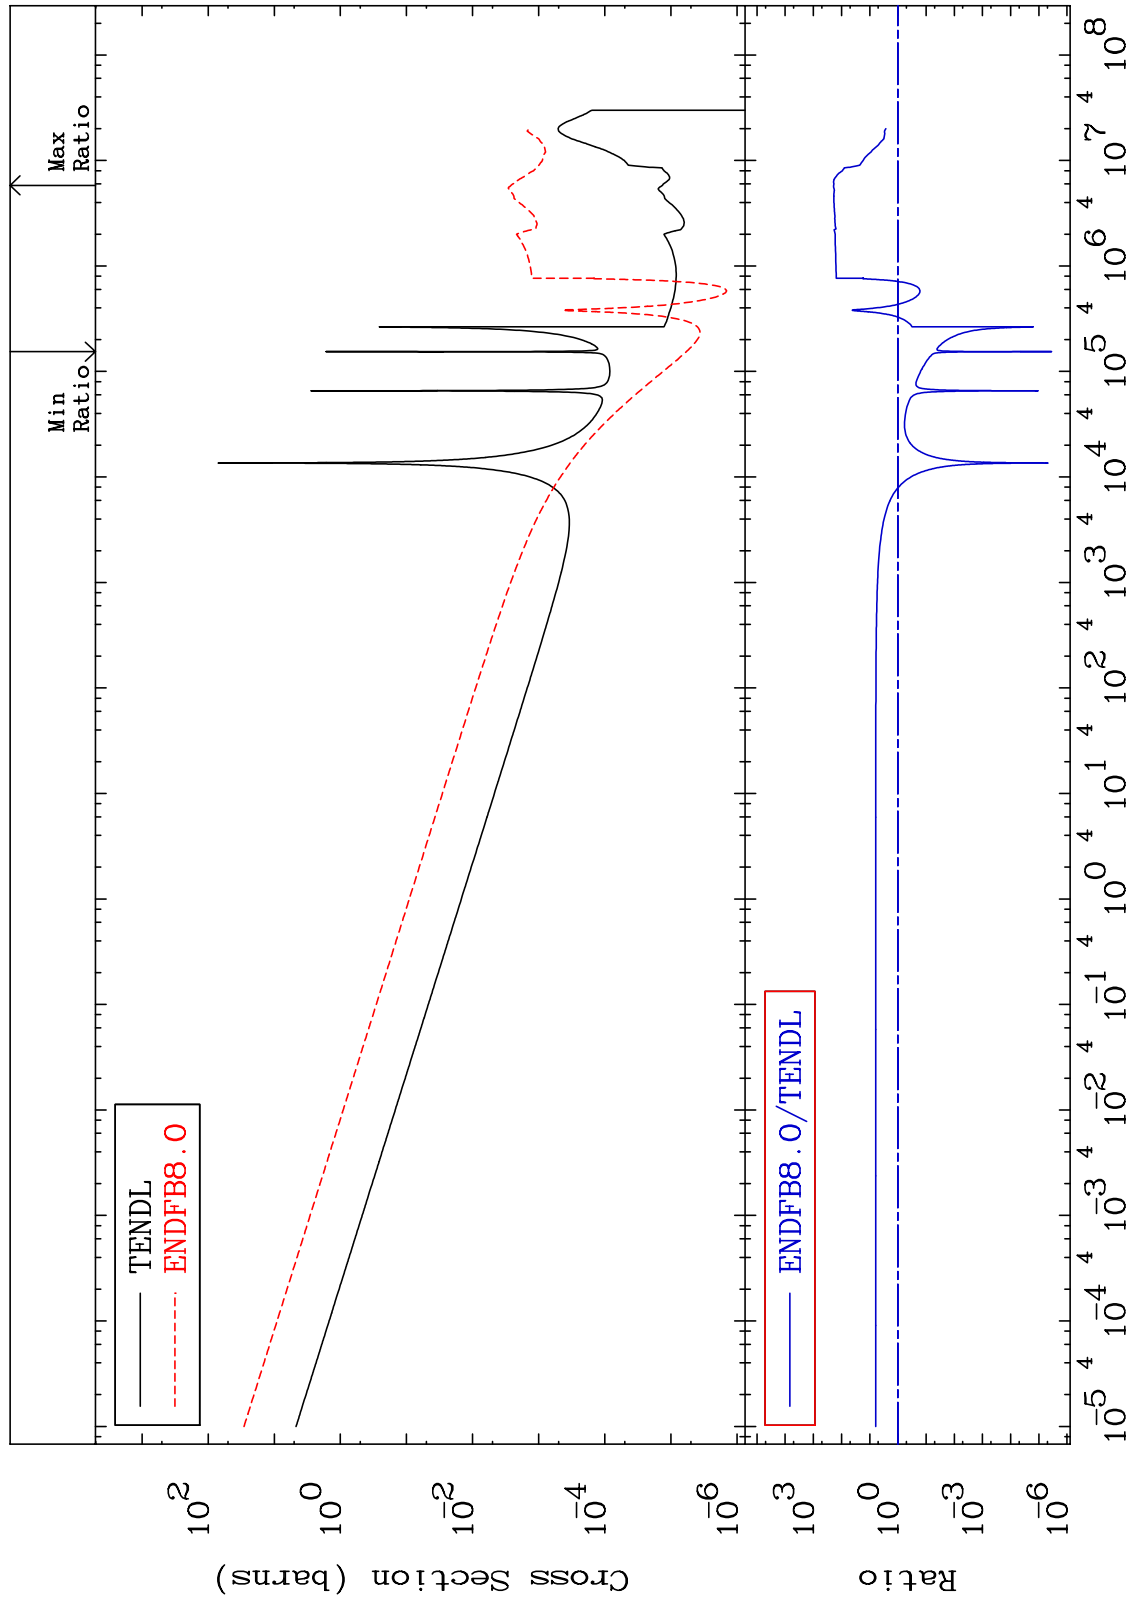 Min
Ratio
Max
Ratio
TENDL
ENDFB8.0
10^2
10^0
10^-2
10^-4
10^-6
Cross Section (barns)
ENDFB8.0/TENDL
10^3
10^0
10^-3
10^-6
Ratio
10^-5 4 10^-4 4 10^-3 4 10^-2 4 10^-1 4 10^0 4 10^1 4 10^2 4 10^3 4 10^4 4 10^5 4 10^6 4 10^7 4 10^8